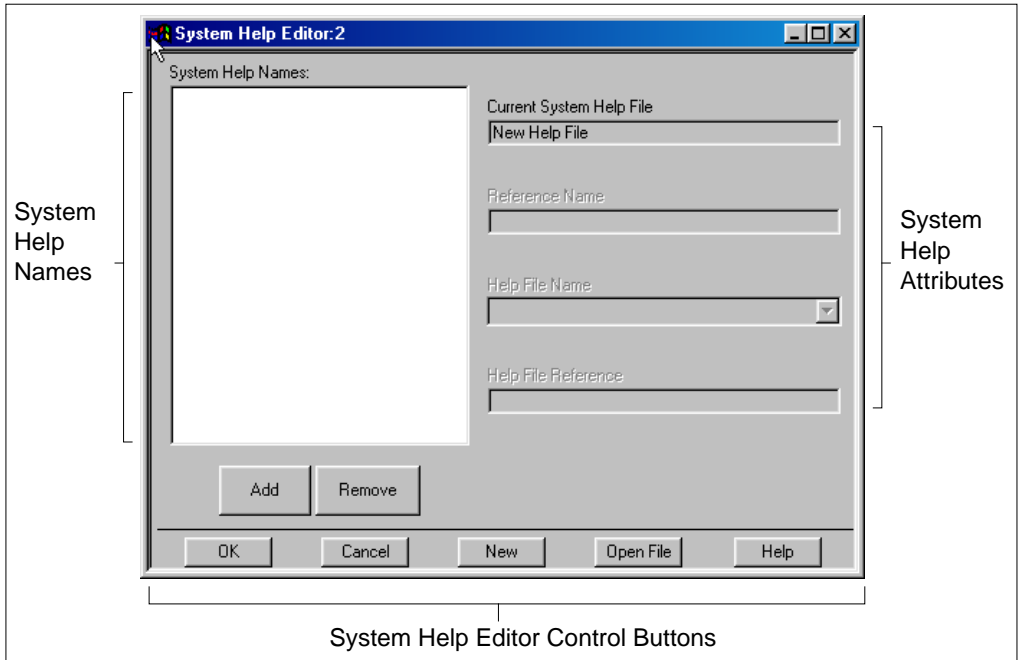 System Help Editor:2
System Help Names:
Current System Help File
New Help File
Reference Name
Help File Name
Help File Reference
Add
Remove
OK
Cancel
New
Open File
Help
System
Help
Names
System
Help
Attributes
System Help Editor Control Buttons